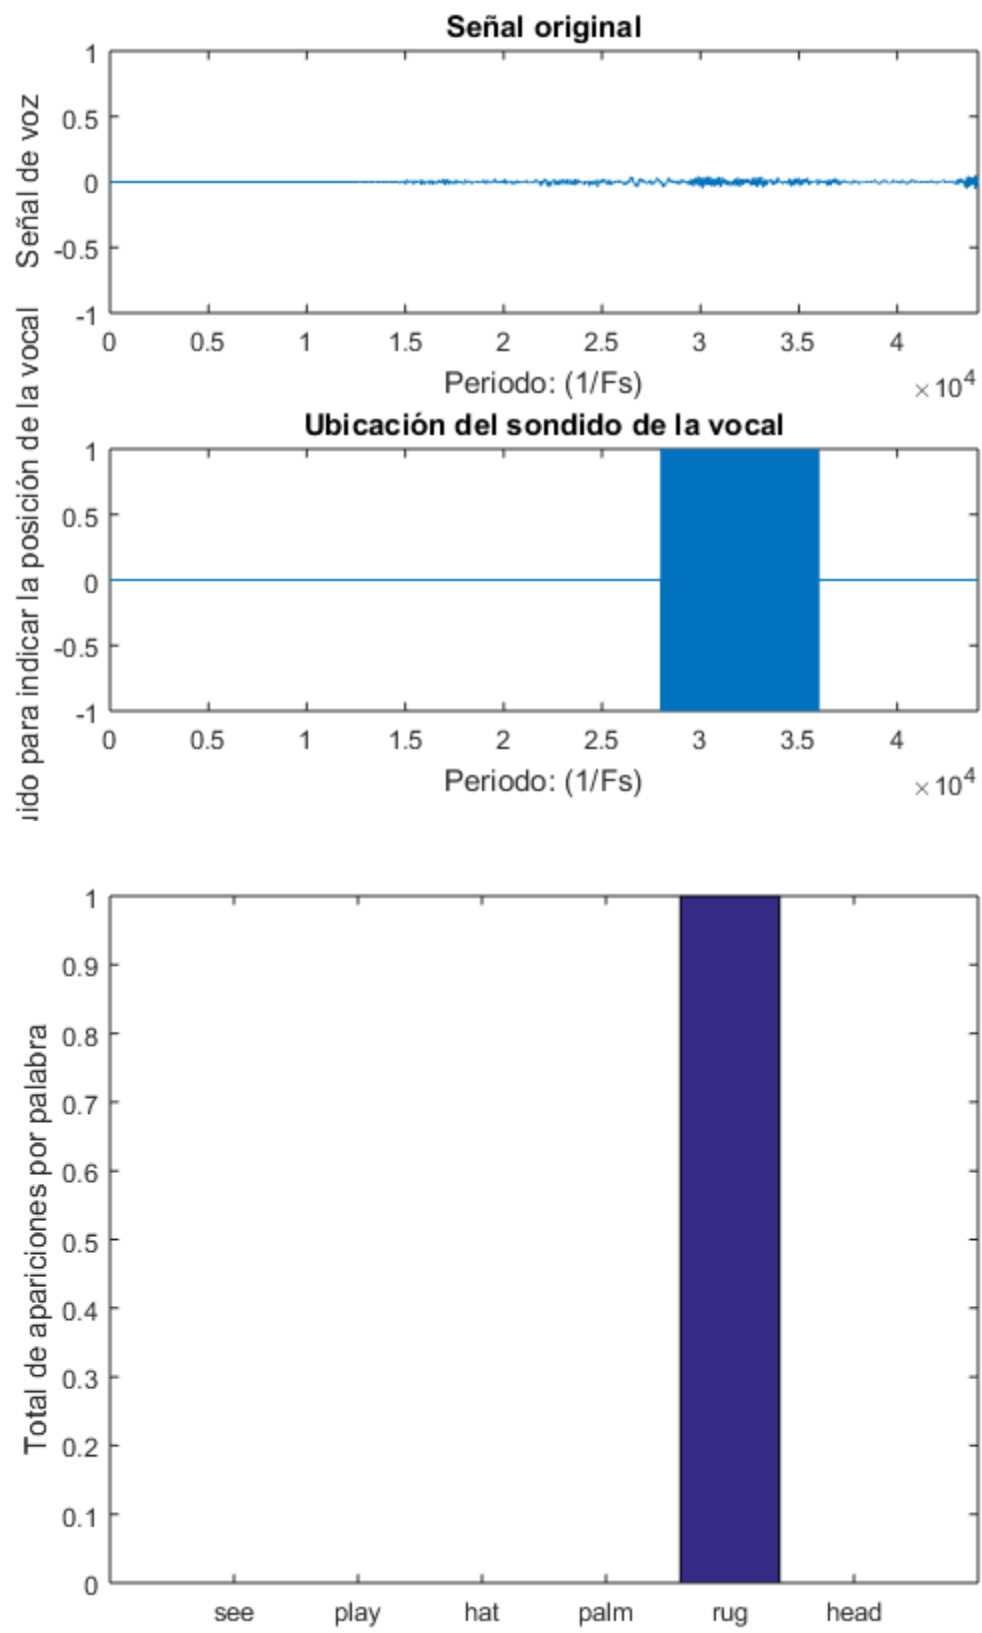 Señal original
Señal de voz
1
0.5
0
-0.5
-1
0 0.5 1 1.5 2 2.5 3 3.5 4
Periodo: (1/Fs)
×10^4
Ubicación del sondido de la vocal
para indicar la posición de la vocal
1
0.5
0
-0.5
-1
0 0.5 1 1.5 2 2.5 3 3.5 4
Periodo: (1/Fs)
×10^4
Total de apariciones por palabra
1
0.9
0.8
0.7
0.6
0.5
0.4
0.3
0.2
0.1
0
see play hat palm rug head